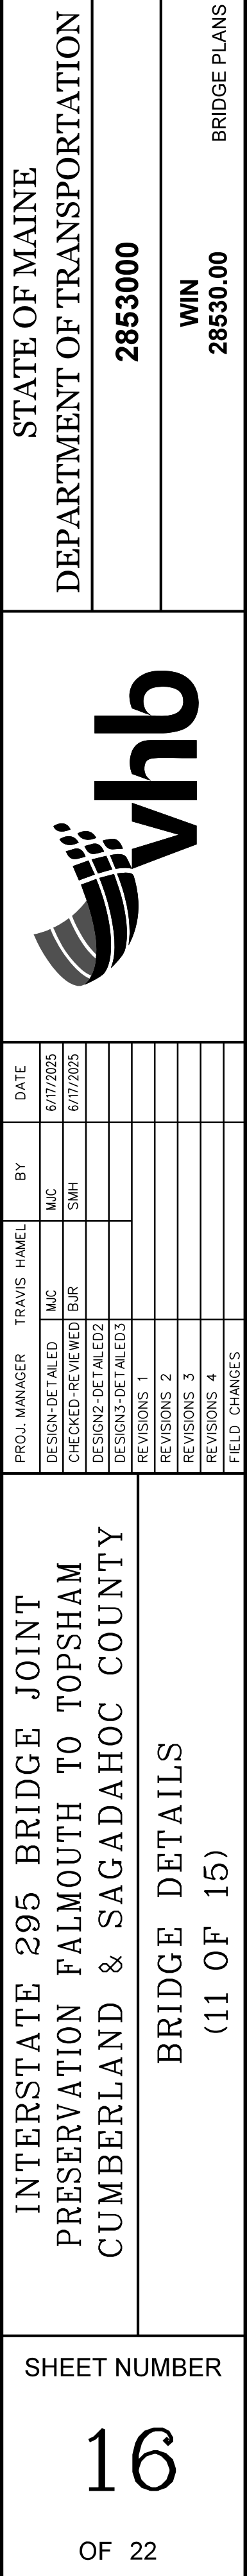 STATE OF MAINE
DEPARTMENT OF TRANSPORTATION
2853000
WIN
28530.00
BRIDGE PLANS
vhb
PROJ. MANAGER TRAVIS HAMEL BY DATE
DESIGN-DETAILED MJC MJC 6/17/2025
CHECKED-REVIEWED BJR SMH 6/17/2025
DESIGN2-DETAILED2
DESIGN3-DETAILED3
REVISIONS 1
REVISIONS 2
REVISIONS 3
REVISIONS 4
FIELD CHANGES
INTERSTATE 295 BRIDGE JOINT
PRESERVATION FALMOUTH TO TOPSHAM
CUMBERLAND & SAGADAHOC COUNTY
BRIDGE DETAILS
(11 OF 15)
SHEET NUMBER
16
OF 22